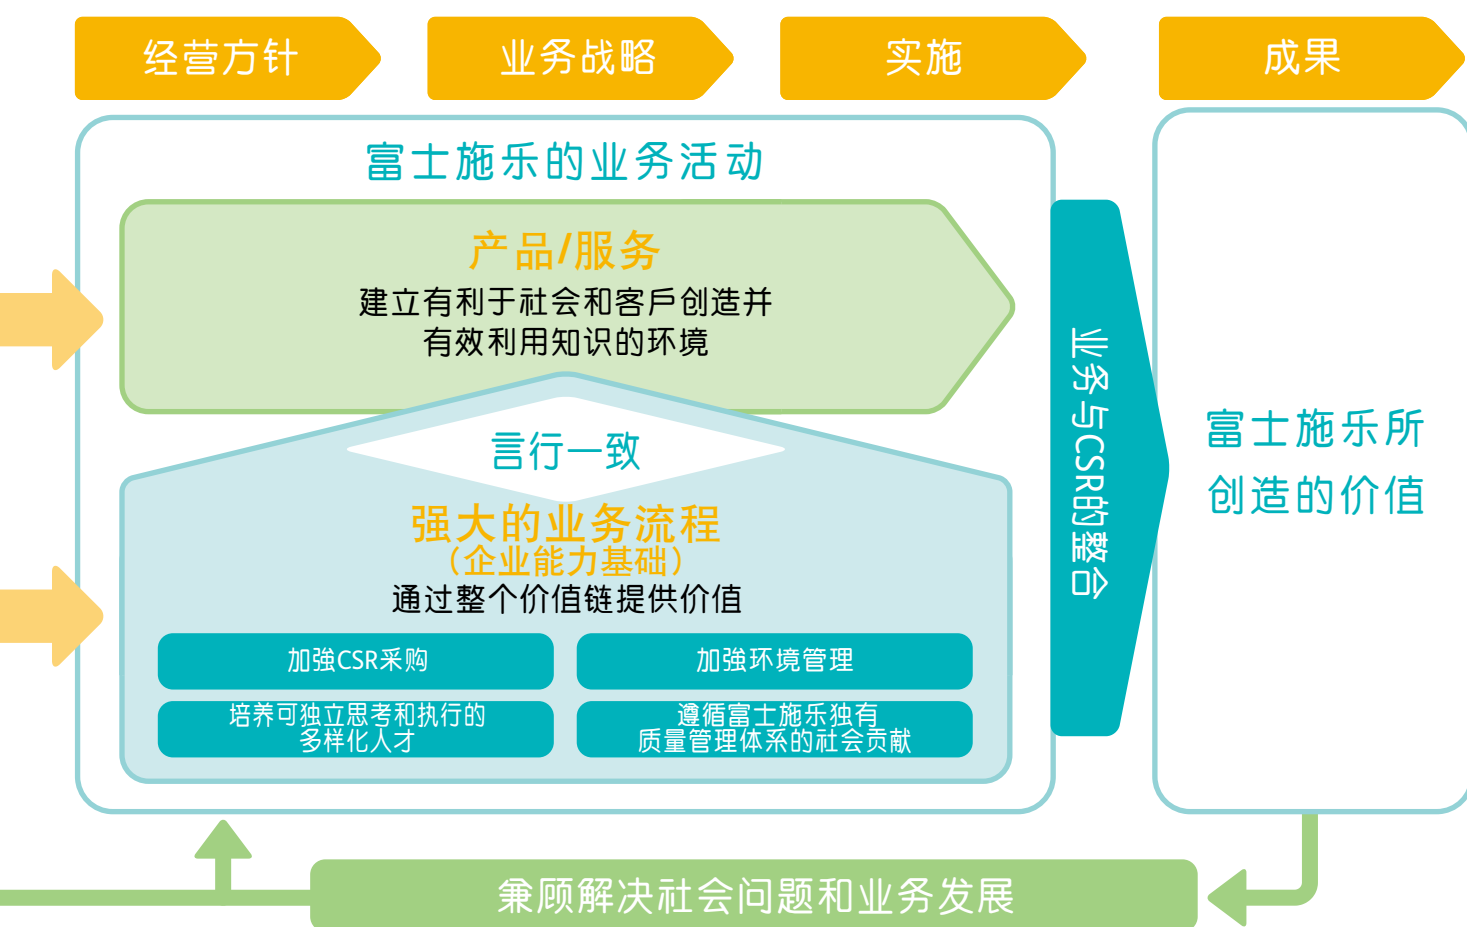 经营方针
业务战略
实施
成果
富士施乐的业务活动
产品/服务
建立有利于社会和客戶创造并
有效利用知识的环境
言行一致
强大的业务流程
（企业能力基础）
通过整个价值链提供价值
加強CSR采购
加強环境管理
培养可独立思考和执行的
多样化人才
遵循富士施乐独有
质量管理体系的社会贡献
业务与CSR的整合
富士施乐所
创造的价值
兼顾解决社会问题和业务发展